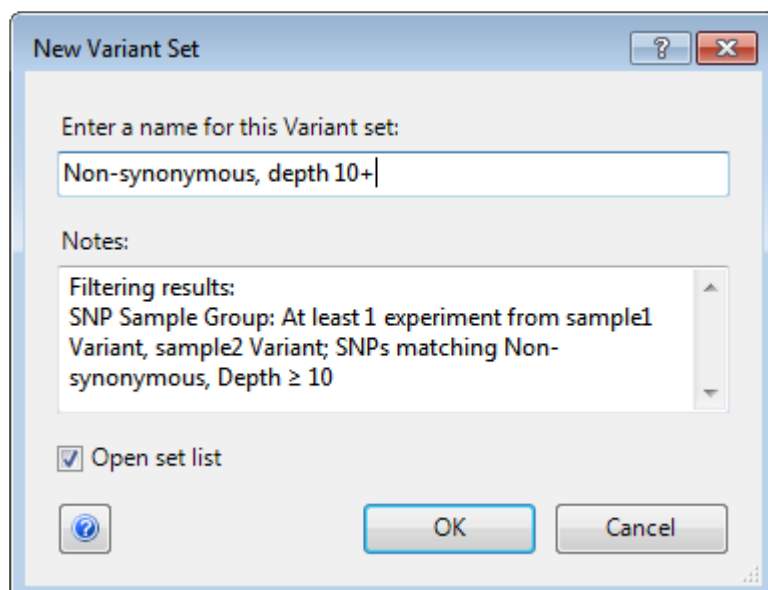 New Variant Set
Enter a name for this Variant set:
Non-synonymous, depth 10+
Notes:
Filtering results:
SNP Sample Group: At least 1 experiment from sample1
Variant, sample2 Variant; SNPs matching Non-
synonymous, Depth ≥ 10
Open set list
OK
Cancel